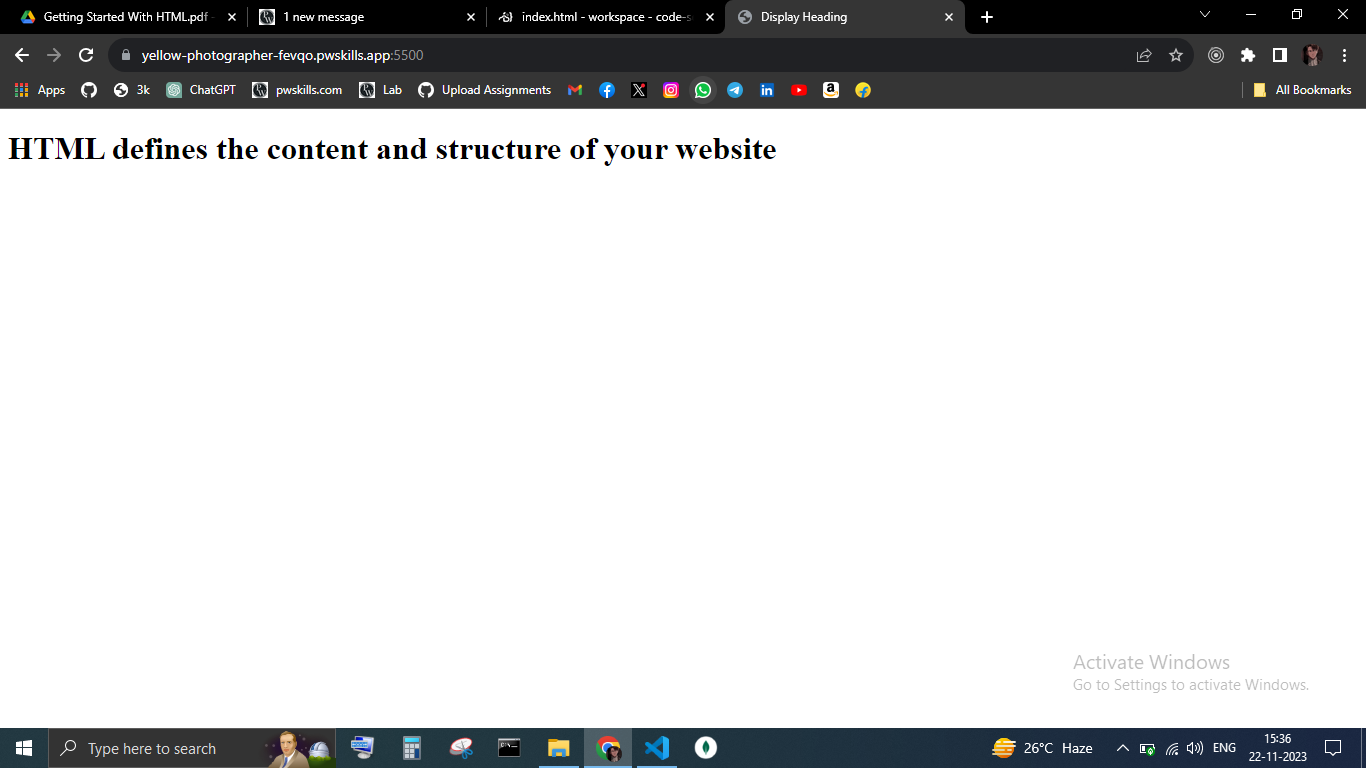 Getting Started With HTML.pdf -
1 new message
index.html - workspace - code-s
Display Heading
yellow-photographer-fevqo.pwskills.app:5500
Apps
3k
ChatGPT
pwskills.com
Lab
Upload Assignments
All Bookmarks
HTML defines the content and structure of your website
Activate Windows
Go to Settings to activate Windows.
Type here to search
26°C Haze
ENG
15:36
22-11-2023